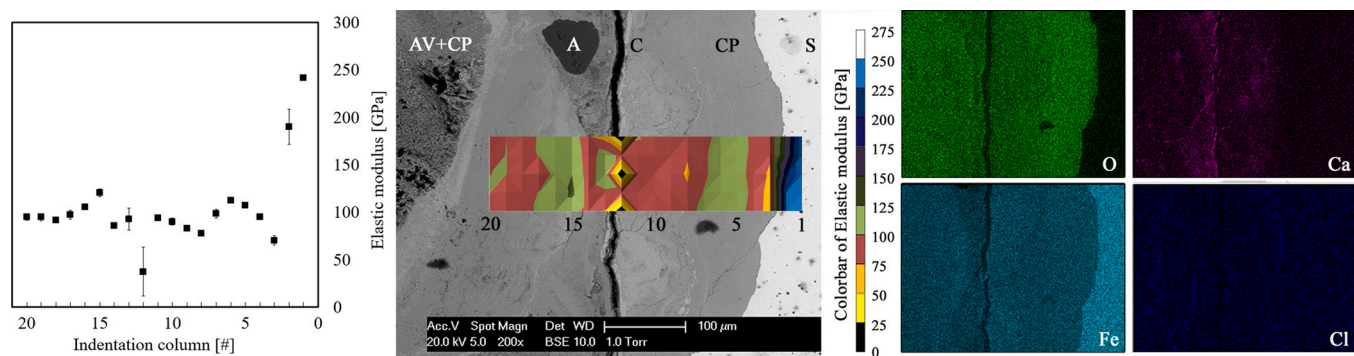 300
250
200
150
100
50
0
Elastic modulus [GPa]
20 15 10 5 0
Indentation column [#]
AV+CP A C CP S
20 15 10 5 1
Acc.V Spot Magn Det WD 100 µm
20.0 kV 5.0 200x BSE 10.0 1.0 Torr
Colorbar of Elastic modulus [GPa]
275
250
225
200
175
150
125
100
75
50
25
0
O
Ca
Fe
Cl